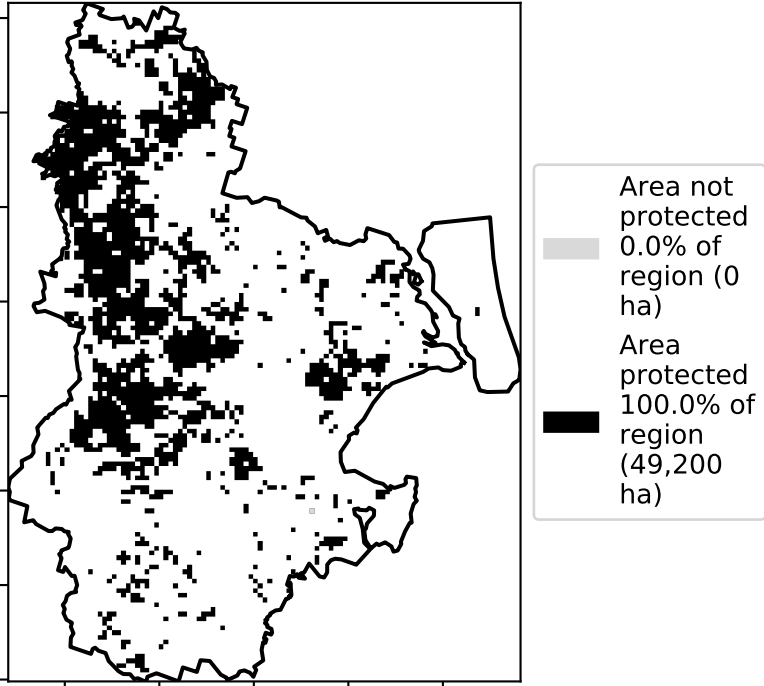 Area not
protected
0.0% of
region (0
ha)
Area
protected
100.0% of
region
(49,200
ha)